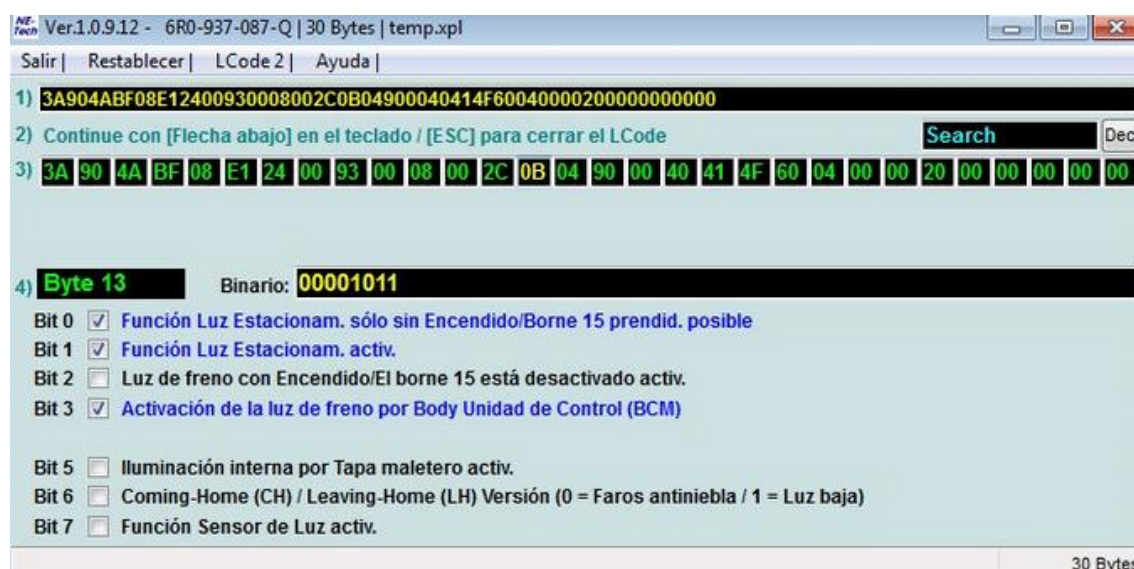 NE-Tech Ver.1.0.9.12 - 6R0-937-087-Q | 30 Bytes | temp.xpl
Salir | Restablecer | LCode 2 | Ayuda |
1) 3A904ABF08E12400930008002C0B04900040414F60040000200000000000
2) Continue con [Flecha abajo] en el teclado / [ESC] para cerrar el LCode Search Dec
3) 3A 90 4A BF 08 E1 24 00 93 00 08 00 2C 0B 04 90 00 40 41 4F 60 04 00 00 20 00 00 00 00 00
4) Byte 13 Binario: 00001011
Bit 0 Función Luz Estacionam. sólo sin Encendido/Borne 15 prendid. posible
Bit 1 Función Luz Estacionam. activ.
Bit 2 Luz de freno con Encendido/El borne 15 está desactivado activ.
Bit 3 Activación de la luz de freno por Body Unidad de Control (BCM)
Bit 5 Iluminación interna por Tapa maletero activ.
Bit 6 Coming-Home (CH) / Leaving-Home (LH) Versión (0 = Faros antiniebla / 1 = Luz baja)
Bit 7 Función Sensor de Luz activ.
30 Bytes